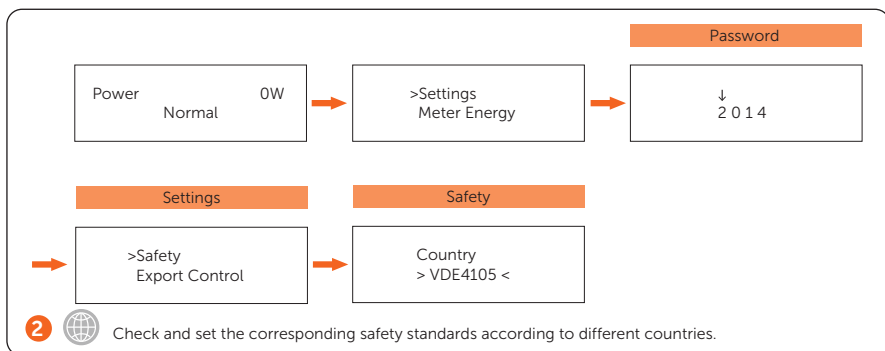 Password
Power 0W
Normal
>Settings
Meter Energy
↓
2 0 1 4
Settings
Safety
>Safety
Export Control
Country
> VDE4105 <
2 Check and set the corresponding safety standards according to different countries.